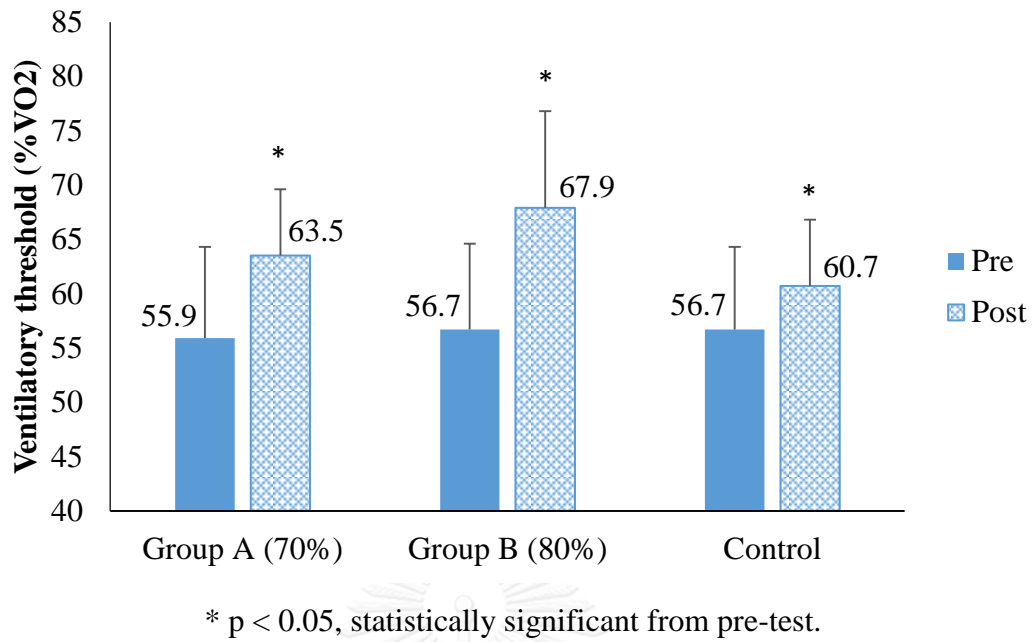 Ventilatory threshold (%VO2)
85
80
75
70
65
60
55
50
45
40
55.9
*
63.5
56.7
*
67.9
56.7
*
60.7
Group A (70%)
Group B (80%)
Control
Pre
Post
* p < 0.05, statistically significant from pre-test.